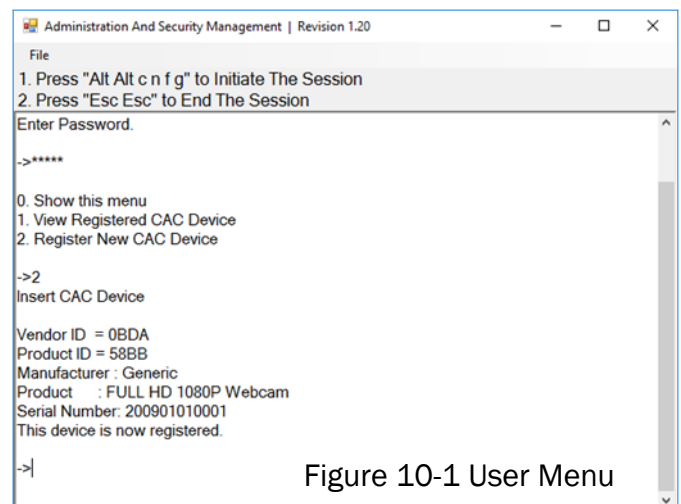 Administration And Security Management | Revision 1.20
File
1. Press "Alt Alt c n f g" to Initiate The Session
2. Press "Esc Esc" to End The Session
Enter Password.
->*****
0. Show this menu
1. View Registered CAC Device
2. Register New CAC Device
->2
Insert CAC Device
Vendor ID = 0BDA
Product ID = 58BB
Manufacturer : Generic
Product : FULL HD 1080P Webcam
Serial Number: 200901010001
This device is now registered.
->
Figure 10-1 User Menu